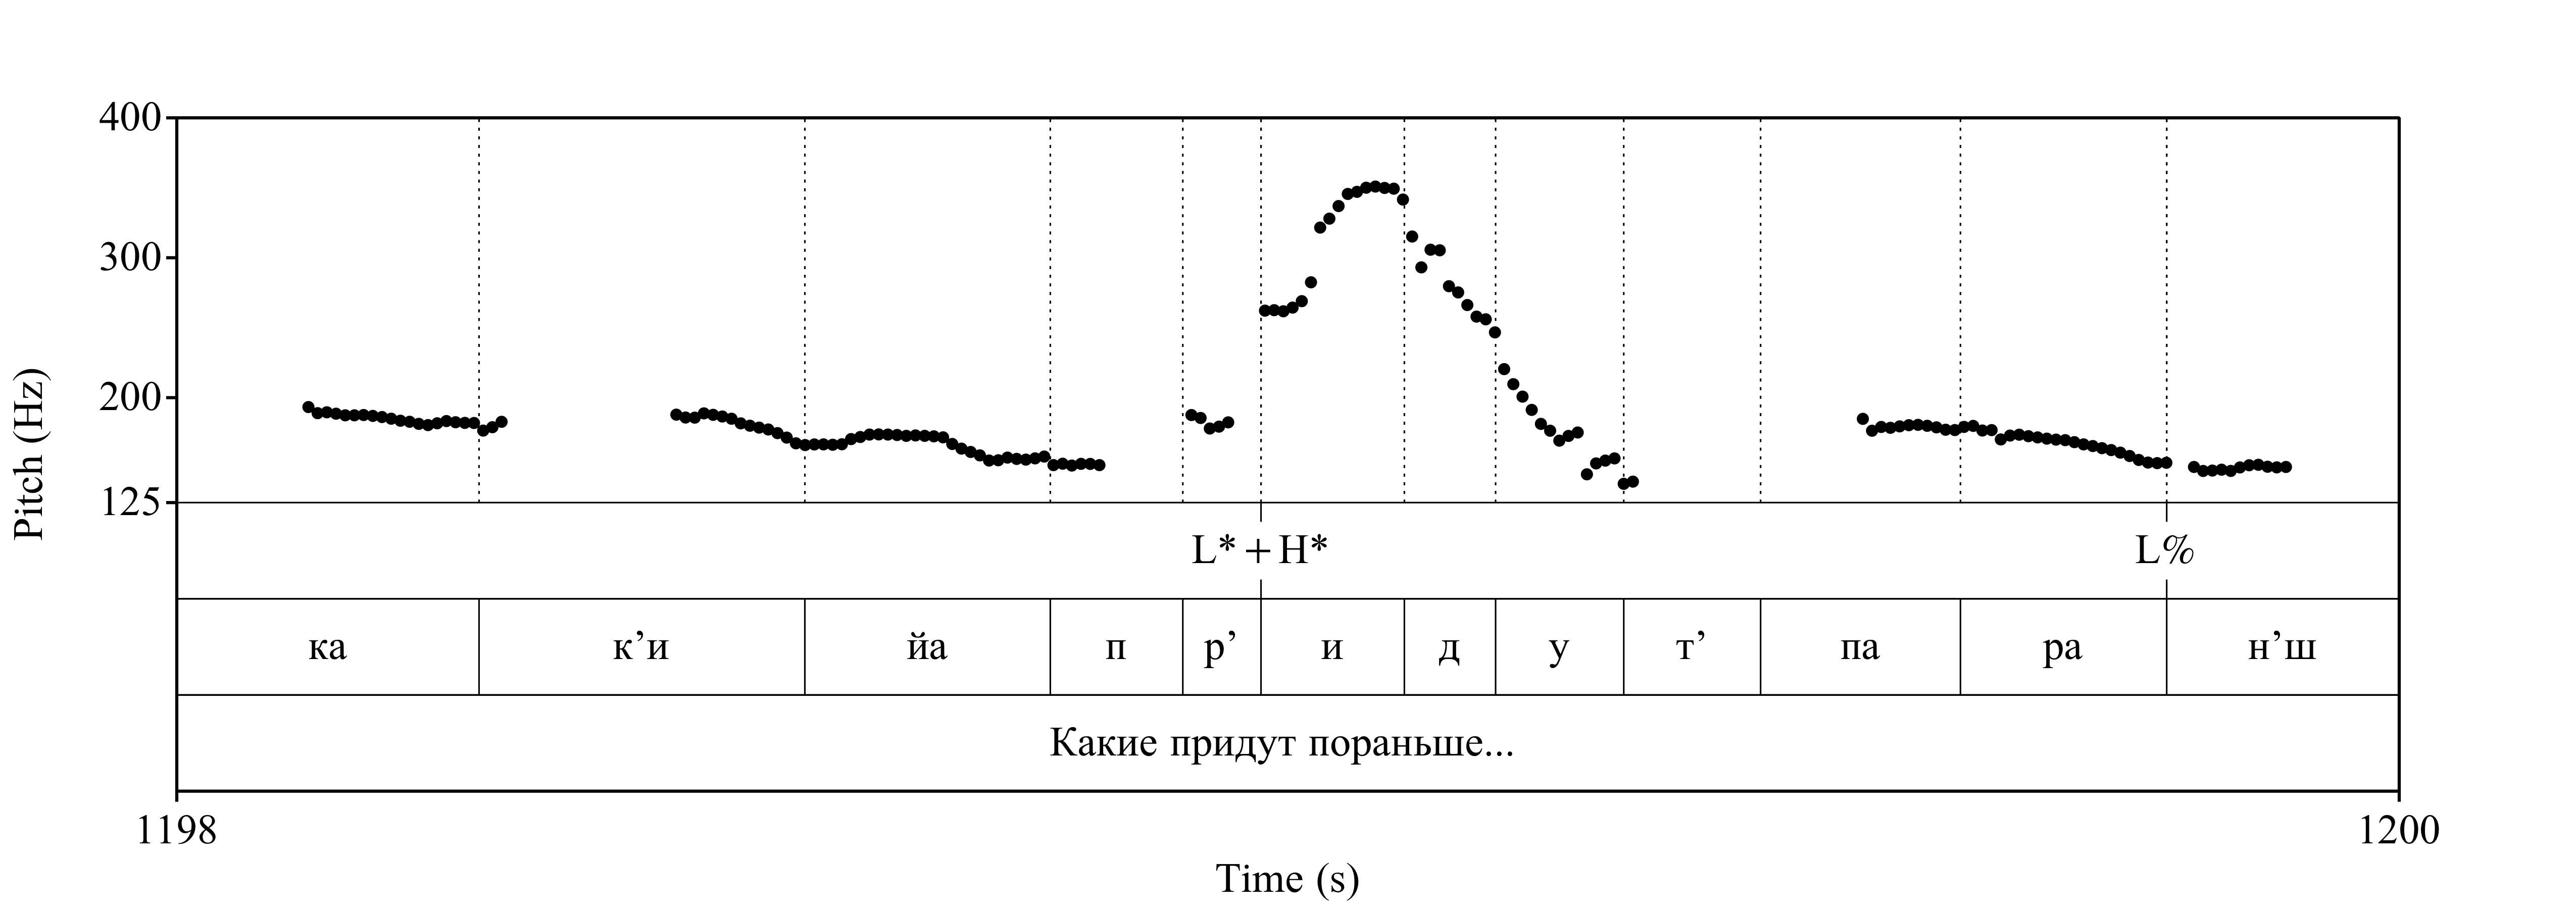 400
300
200
125
Pitch (Hz)
L* + H* L%
ка к’и йа п р’ и д у т’ па ра н’ш
Какие придут пораньше...
1198 1200
Time (s)